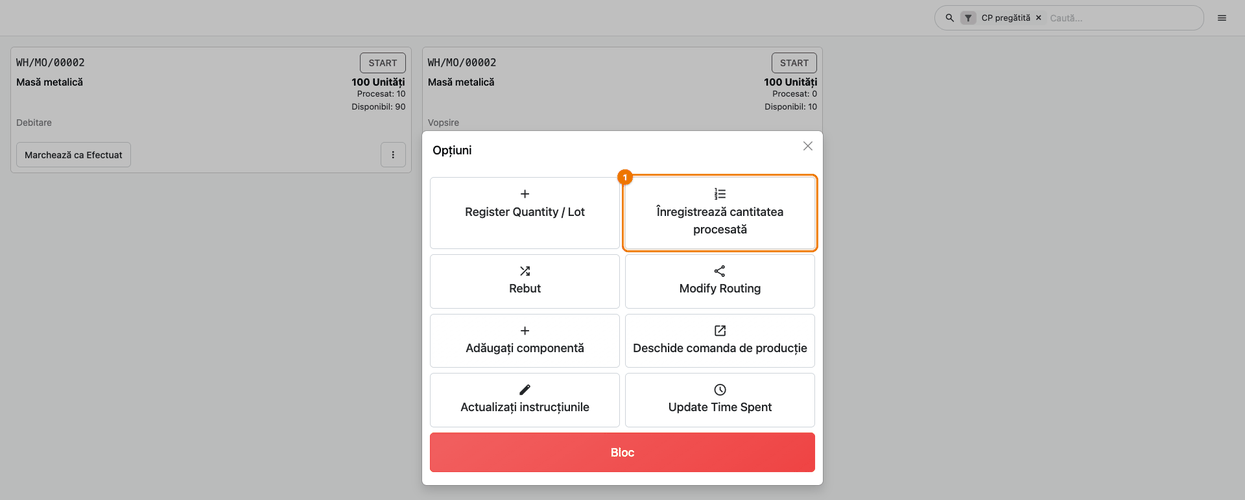 CP pregătită × Caută...
WH/MO/00002
START
Masă metalică
100 Unități
Procesat: 10
Disponibil: 90
Debitare
Marchează ca Efectuat
WH/MO/00002
START
Masă metalică
100 Unități
Procesat: 0
Disponibil: 10
Vopsire
Opțiuni
Register Quantity / Lot
1
Înregistrează cantitatea
procesată
Rebut
Modify Routing
Adăugați componentă
Deschide comanda de producție
Actualizați instrucțiunile
Update Time Spent
Bloc